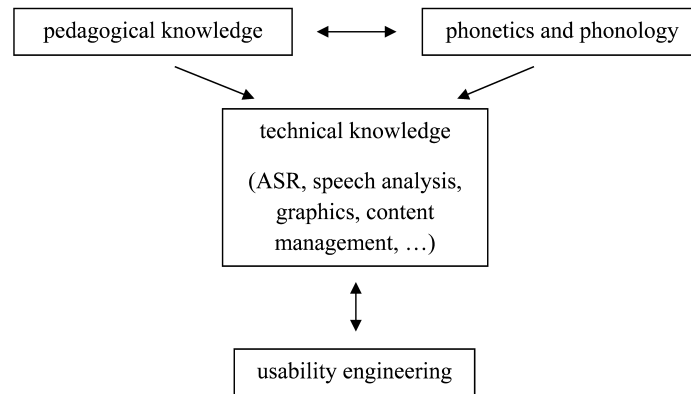 pedagogical knowledge
phonetics and phonology
technical knowledge
(ASR, speech analysis,
graphics, content
management, …)
usability engineering